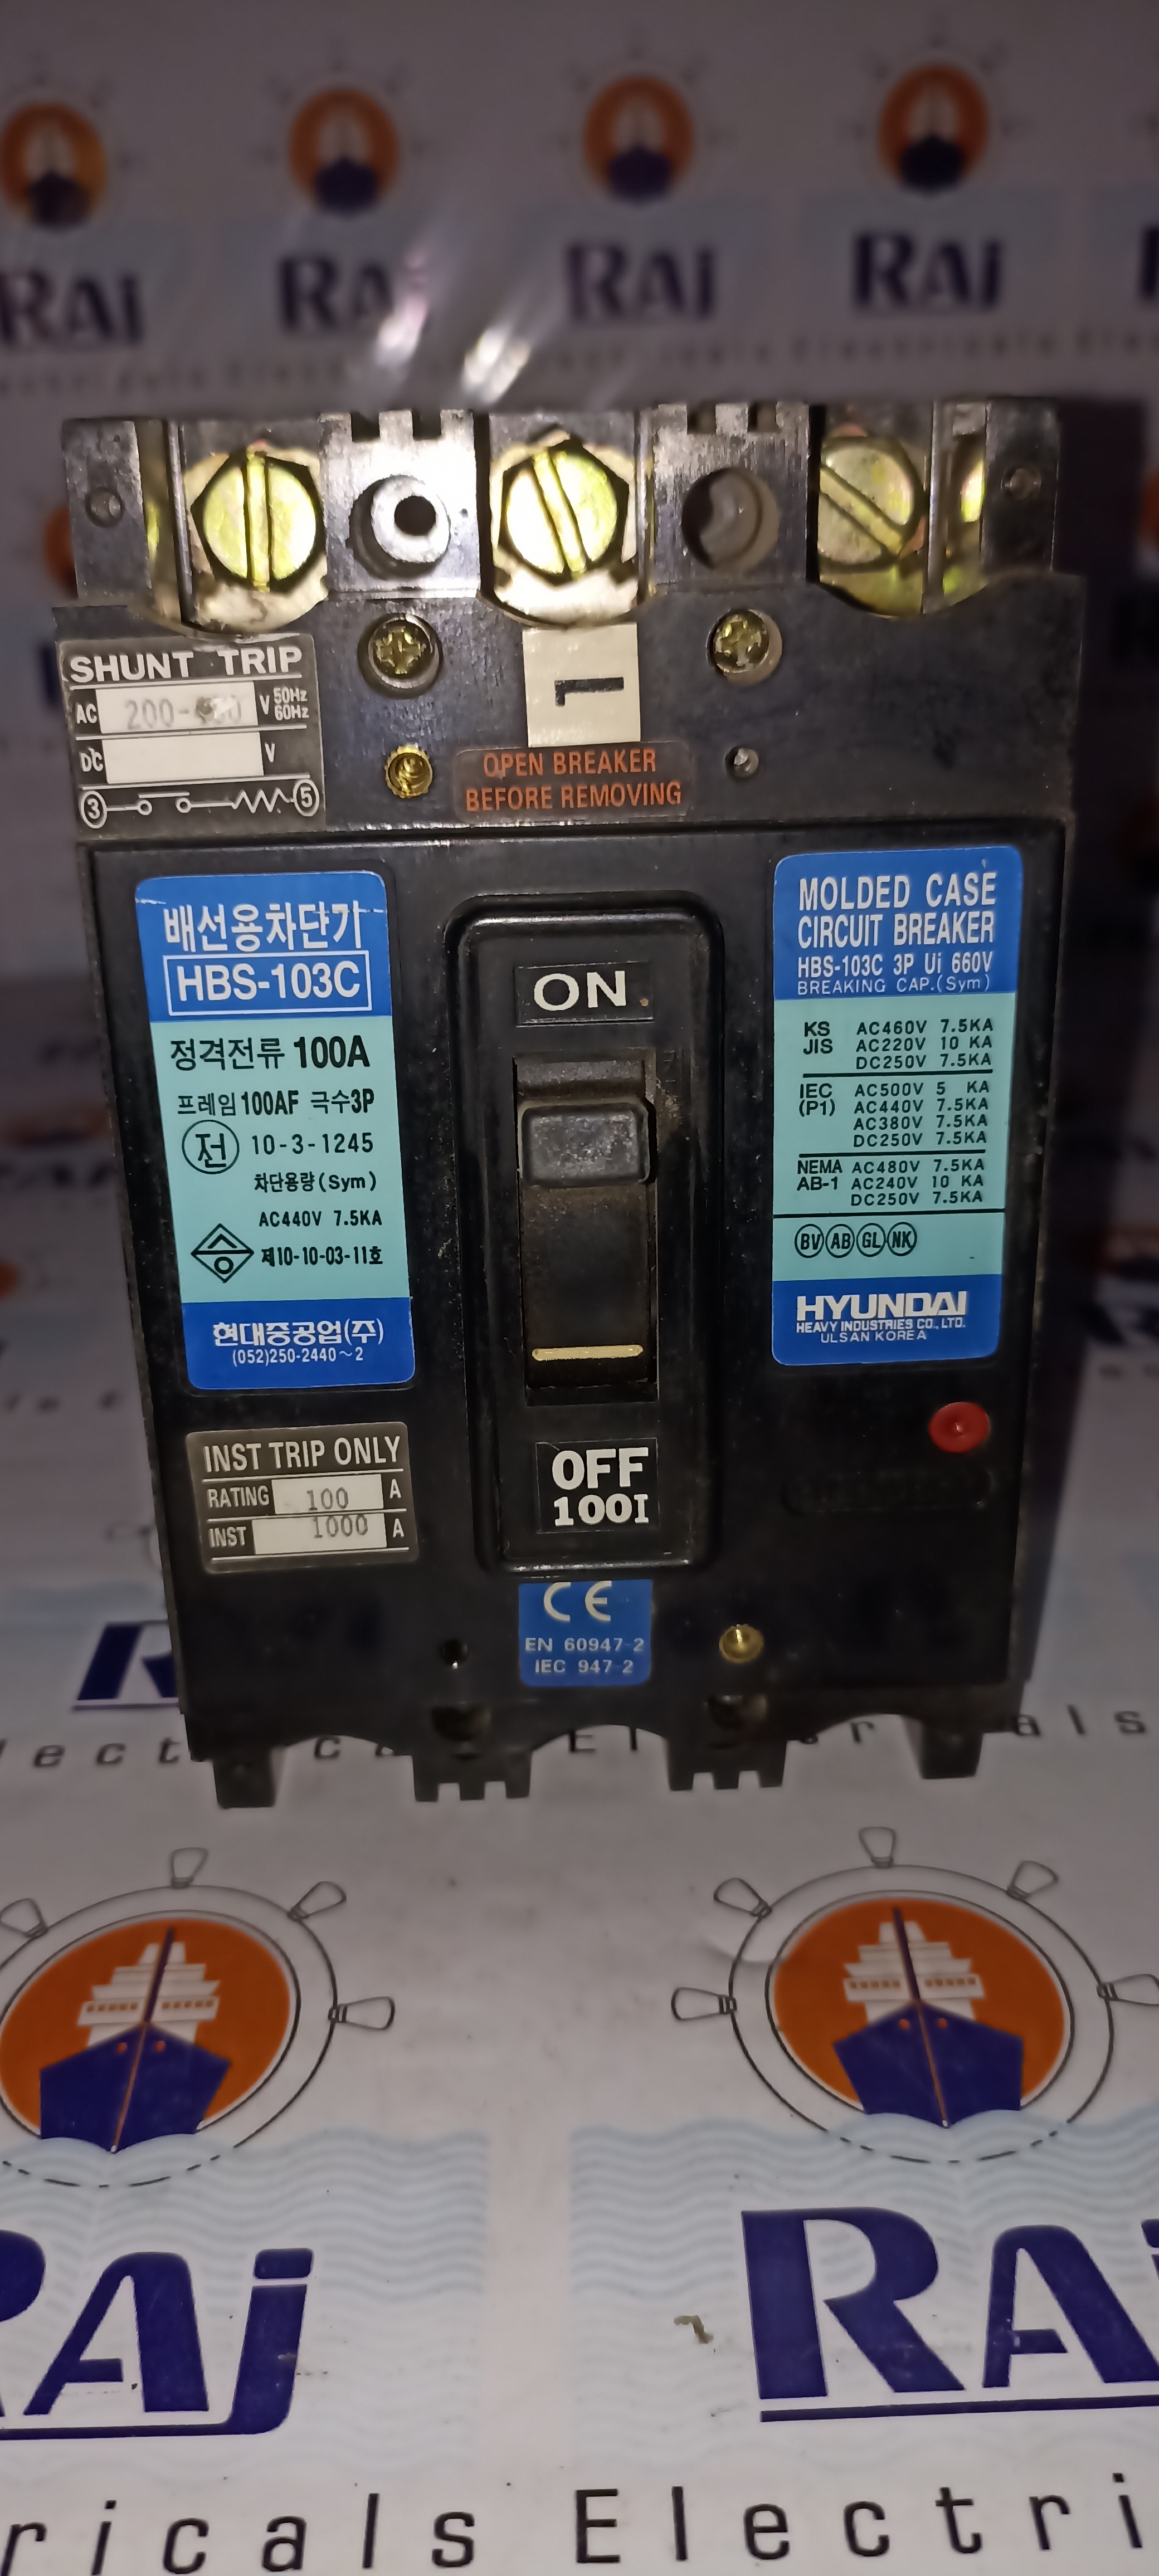 RAj RAj RAj RAj
SHUNT TRIP
AC 200- V 50Hz 60Hz
DC V
3 5
1
OPEN BREAKER
BEFORE REMOVING
배선용차단기
HBS-103C
정격전류 100A
프레임 100AF 극수3P
전 10-3-1245
차단용량(Sym)
AC440V 7.5KA
제10-10-03-11호
현대중공업(주)
(052)250-2440~2
INST TRIP ONLY
RATING 100 A
INST 1000 A
ON
OFF
100I
CE
EN 60947-2
IEC 947-2
MOLDED CASE
CIRCUIT BREAKER
HBS-103C 3P Ui 660V
BREAKING CAP.(Sym)
KS JIS AC460V 7.5KA
AC220V 10 KA
DC250V 7.5KA
IEC (P1) AC500V 5 KA
AC440V 7.5KA
AC380V 7.5KA
DC250V 7.5KA
NEMA AB-1 AC480V 7.5KA
AC240V 10 KA
DC250V 7.5KA
BV AB GL NK
HYUNDAI
HEAVY INDUSTRIES CO., LTD.
ULSAN KOREA
RAj RAj
ricals Electri